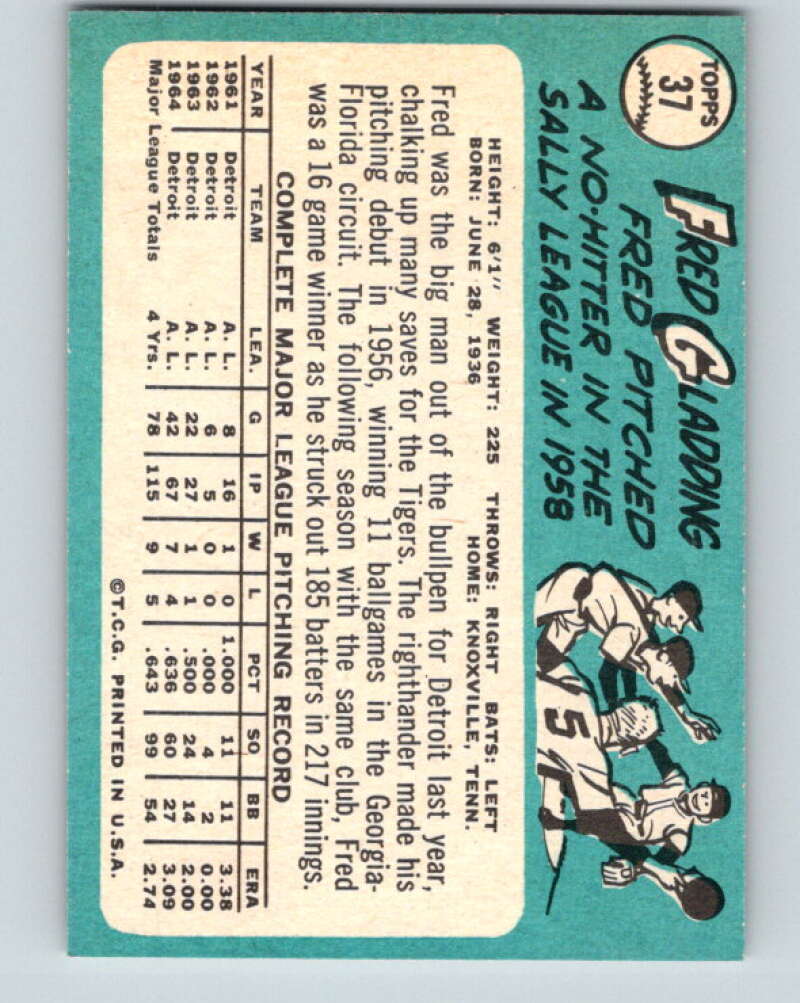 TOPPS
37
FRED GLADDING
FRED PITCHED
A NO-HITTER IN THE
SALLY LEAGUE IN 1958
5
HEIGHT: 6'1" WEIGHT: 225 THROWS: RIGHT BATS: LEFT
BORN: JUNE 28, 1936 HOME: KNOXVILLE, TENN.
Fred was the big man out of the bullpen for Detroit last year,
chalking up many saves for the Tigers. The righthander made his
pitching debut in 1956, winning 11 ballgames in the Georgia-
Florida circuit. The following season with the same club, Fred
was a 16 game winner as he struck out 185 batters in 217 innings.
COMPLETE MAJOR LEAGUE PITCHING RECORD
YEAR TEAM LEA. G IP W L PCT SO BB ERA
1961 Detroit A. L. 8 16 1 0 1.000 11 11 3.38
1962 Detroit A. L. 6 5 0 0 .000 4 2 0.00
1963 Detroit A. L. 22 27 1 1 .500 24 14 2.00
1964 Detroit A. L. 42 67 7 4 .636 60 27 3.09
Major League Totals 4 Yrs. 78 115 9 5 .643 99 54 2.74
©T.C.G. PRINTED IN U.S.A.